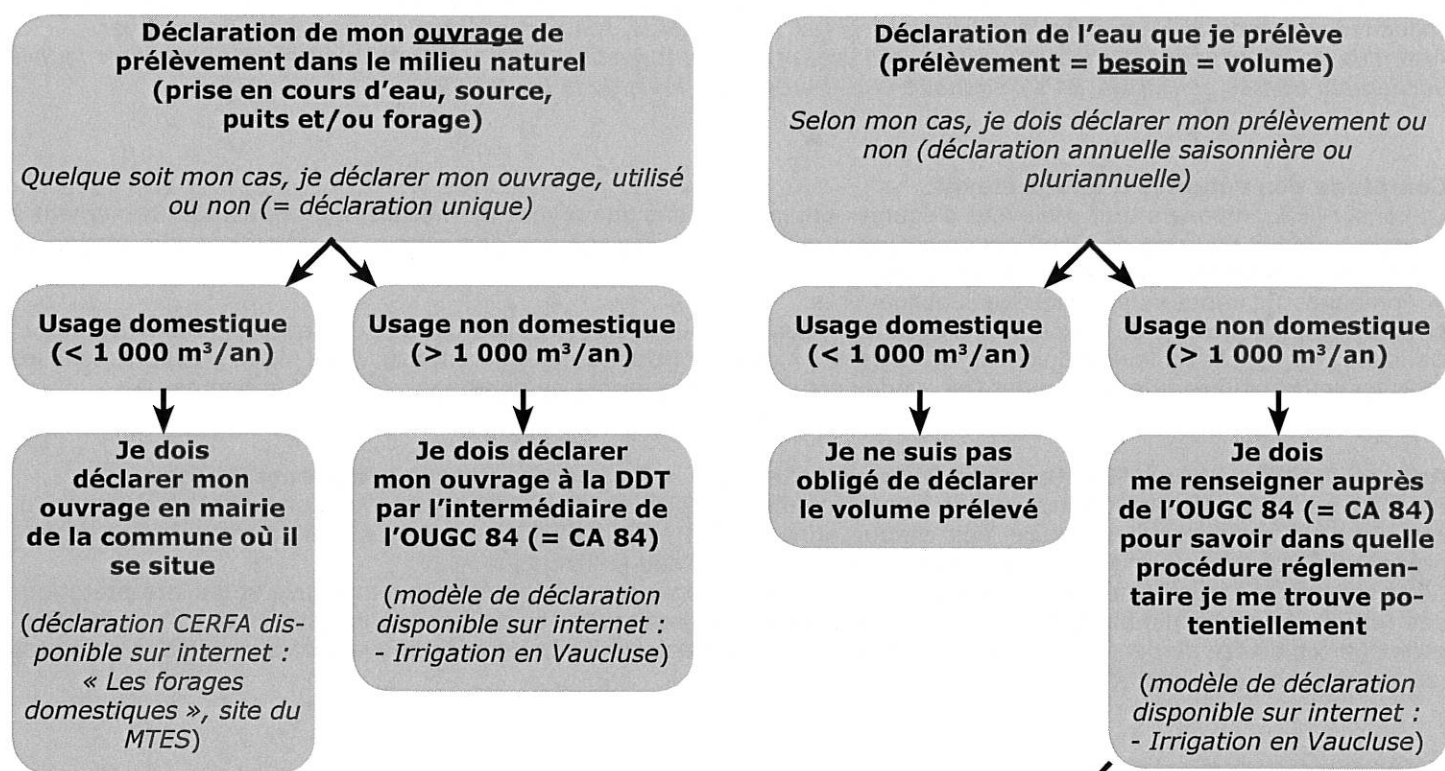 Déclaration de mon ouvrage de
prélèvement dans le milieu naturel
(prise en cours d'eau, source,
puits et/ou forage)
Quelque soit mon cas, je déclarer mon ouvrage, utilisé
ou non (= déclaration unique)
Usage domestique
(< 1 000 m³/an)
Usage non domestique
(> 1 000 m³/an)
Je dois
déclarer mon
ouvrage en mairie
de la commune où il
se situe
(déclaration CERFA dis-
ponible sur internet :
« Les forages
domestiques », site du
MTES)
Je dois déclarer
mon ouvrage à la DDT
par l'intermédiaire de
l'OUGC 84 (= CA 84)
(modèle de déclaration
disponible sur internet :
- Irrigation en Vaucluse)
Déclaration de l'eau que je prélève
(prélèvement = besoin = volume)
Selon mon cas, je dois déclarer mon prélèvement ou
non (déclaration annuelle saisonnière ou
pluriannuelle)
Usage domestique
(< 1 000 m³/an)
Usage non domestique
(> 1 000 m³/an)
Je ne suis pas
obligé de déclarer
le volume prélevé
Je dois
me renseigner auprès
de l'OUGC 84 (= CA 84)
pour savoir dans quelle
procédure réglemen-
taire je me trouve po-
tentiellement
(modèle de déclaration
disponible sur internet :
- Irrigation en Vaucluse)